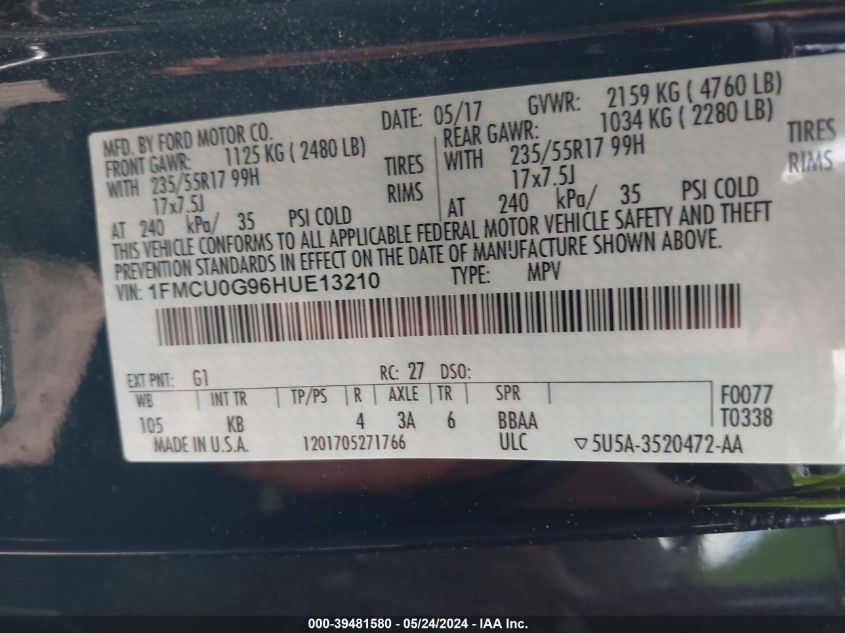 MFD. BY FORD MOTOR CO. DATE: 05/17 GVWR: 2159 KG ( 4760 LB)
FRONT GAWR: 1125 KG ( 2480 LB) REAR GAWR: 1034 KG ( 2280 LB)
WITH 235/55R17 99H TIRES WITH 235/55R17 99H TIRES
17x7.5J RIMS 17x7.5J RIMS
AT 240 kPa/ 35 PSI COLD AT 240 kPa/ 35 PSI COLD
THIS VEHICLE CONFORMS TO ALL APPLICABLE FEDERAL MOTOR VEHICLE SAFETY AND THEFT
PREVENTION STANDARDS IN EFFECT ON THE DATE OF MANUFACTURE SHOWN ABOVE.
VIN: 1FMCU0G96HUE13210 TYPE: MPV
EXT PNT: G1 RC: 27 DSO:
WB INT TR TP/PS R AXLE TR SPR F0077
105 KB 4 3A 6 BBAA T0338
MADE IN U.S.A. 1201705271766 ULC ▽5U5A-3520472-AA
000-39481580 - 05/24/2024 - IAA Inc.